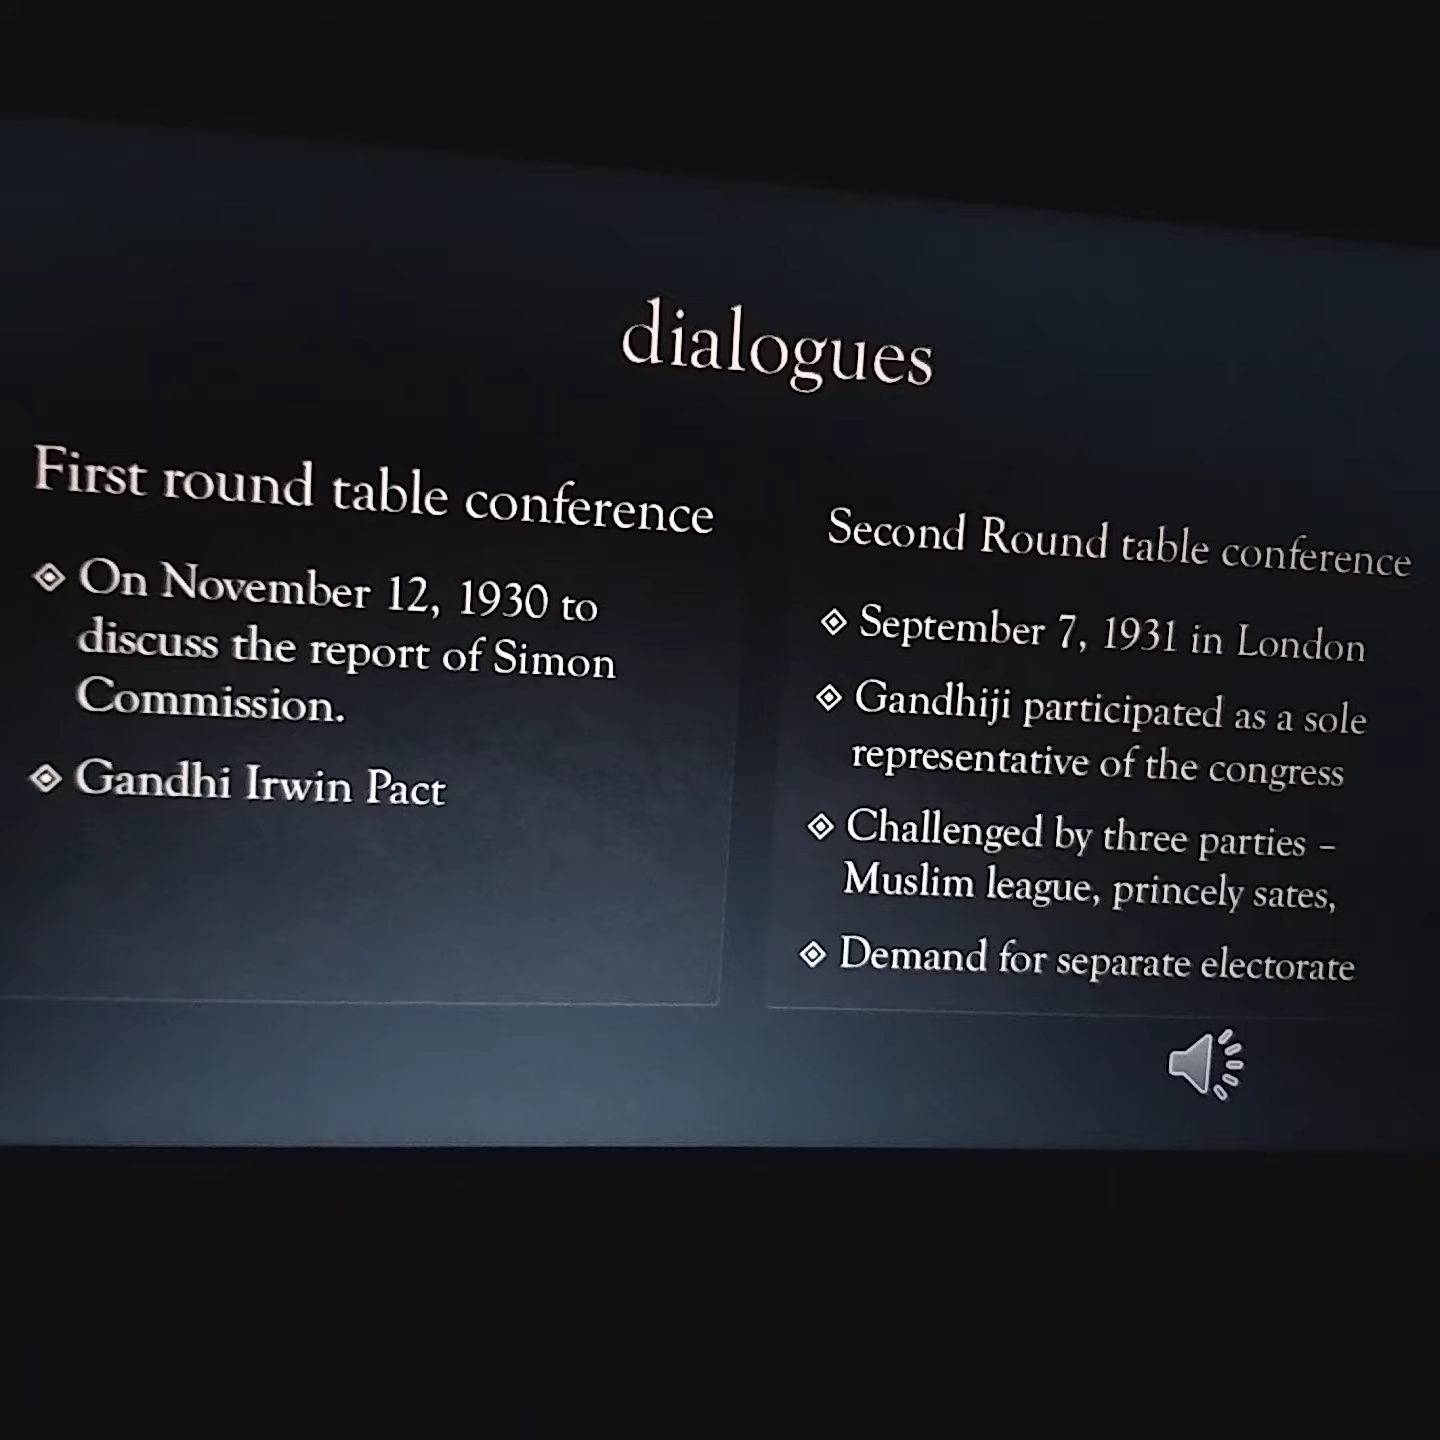 dialogues
First round table conference
On November 12, 1930 to
discuss the report of Simon
Commission.
Gandhi Irwin Pact
Second Round table conference
September 7, 1931 in London
Gandhiji participated as a sole
representative of the congress
Challenged by three parties –
Muslim league, princely sates,
Demand for separate electorate